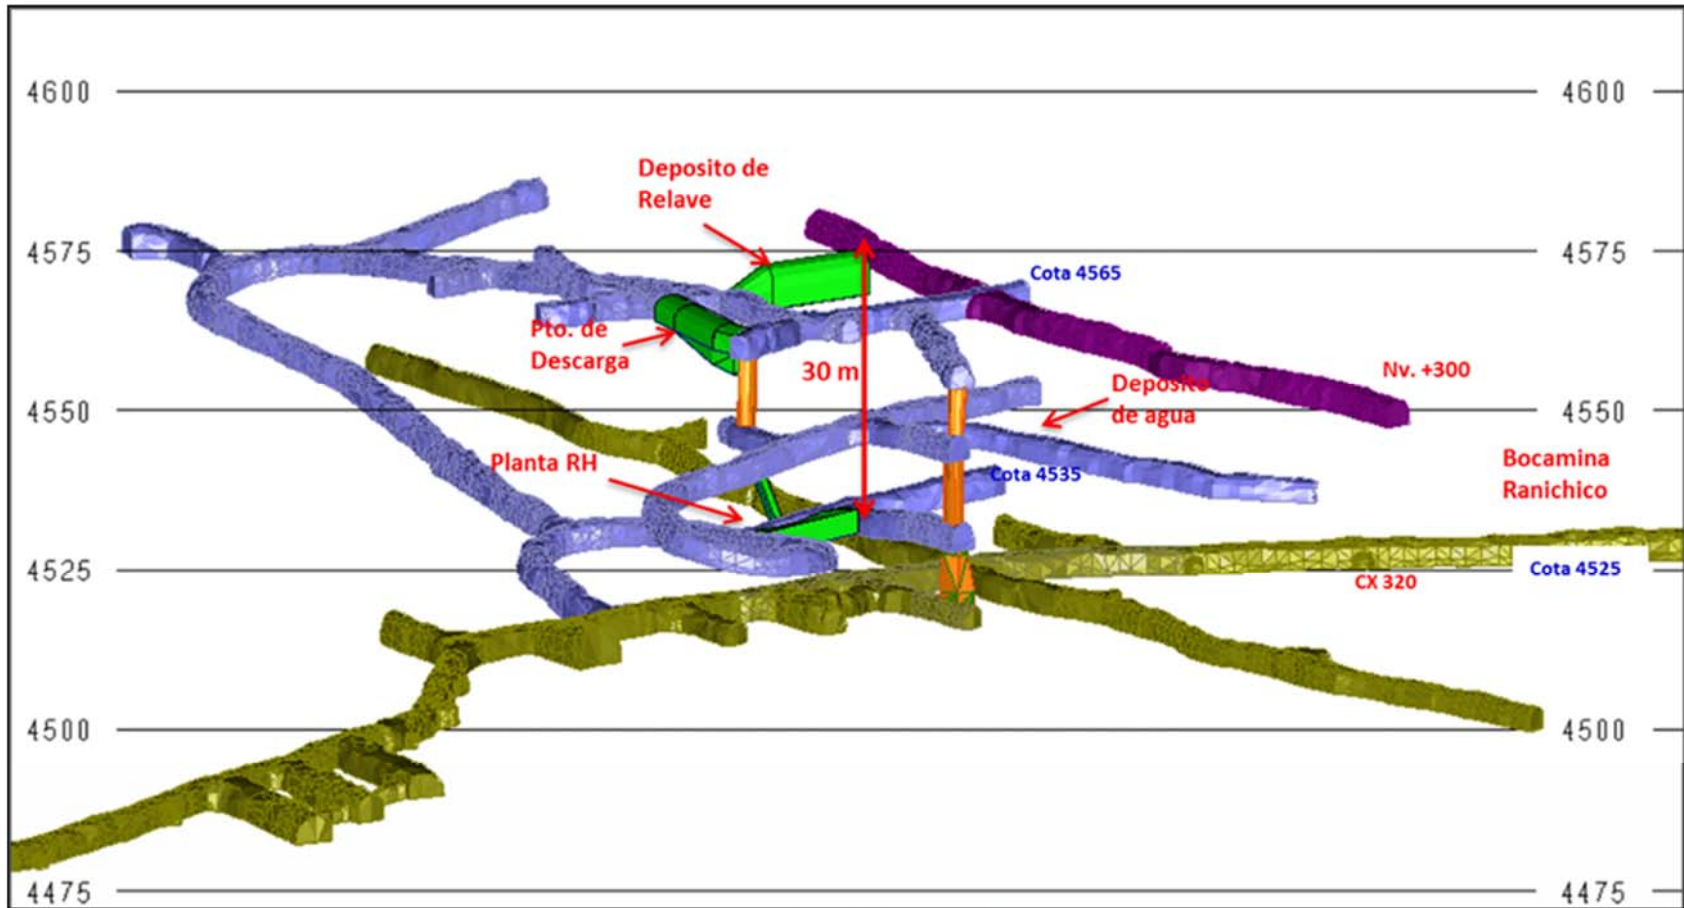 4600
4600
Deposito de
Relave
4575
4575
Cota 4565
Pto. de
Descarga
30 m
Nv. +300
Deposito
de agua
4550
4550
Planta RH
Cota 4535
Bocamina
Ranichico
4525
Cota 4525
CX 320
4500
4500
4475
4475